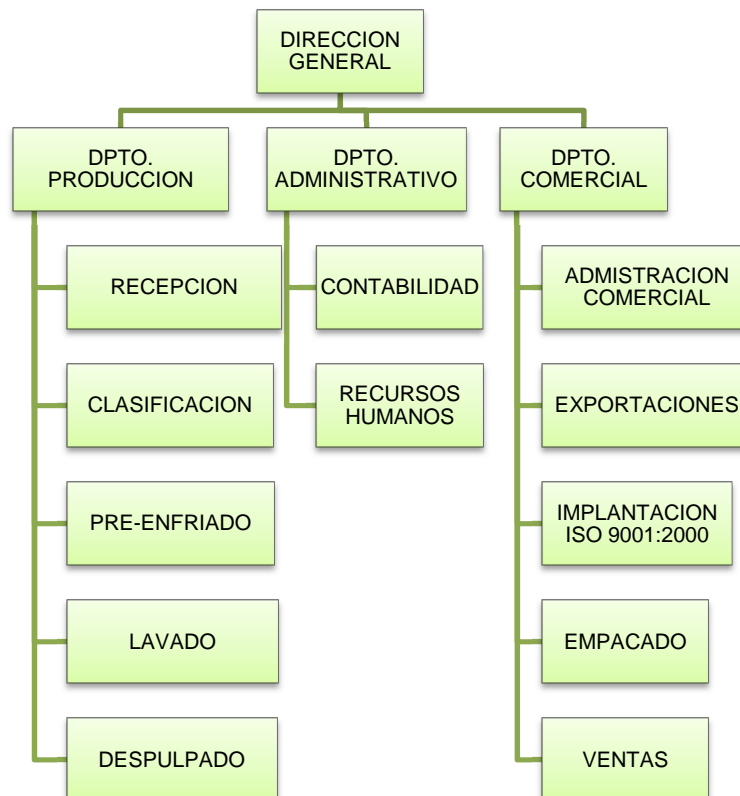 DIRECCION
GENERAL
DPTO.
PRODUCCION
DPTO.
ADMINISTRATIVO
DPTO.
COMERCIAL
RECEPCION
CLASIFICACION
PRE-ENFRIADO
LAVADO
DESPULPADO
CONTABILIDAD
RECURSOS
HUMANOS
ADMISTRACION
COMERCIAL
EXPORTACIONES
IMPLANTACION
ISO 9001:2000
EMPACADO
VENTAS